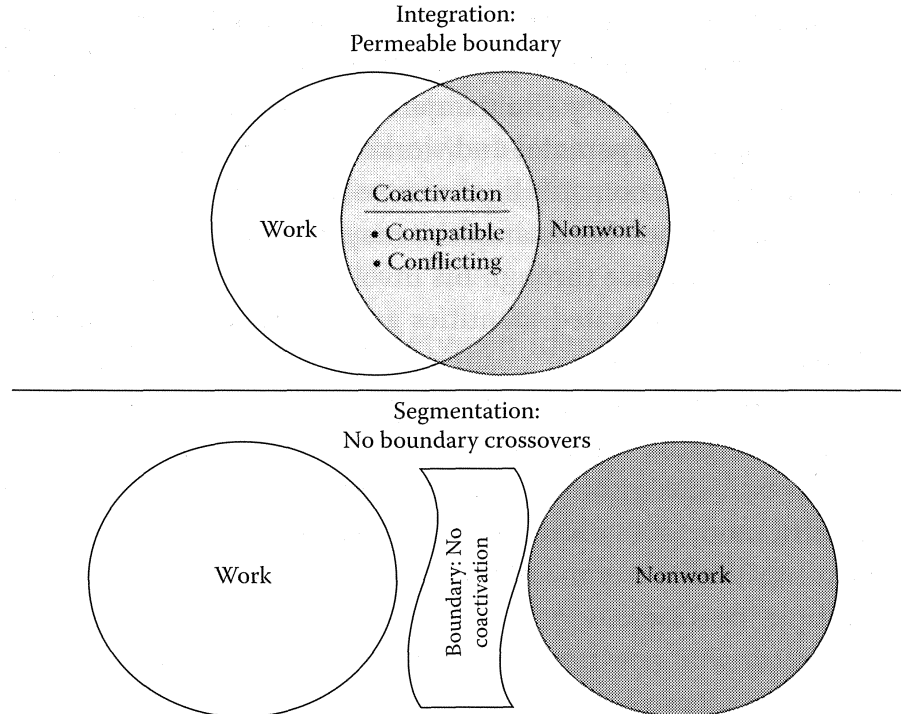 Integration:
Permeable boundary
Work
Coactivation
• Compatible
• Conflicting
Nonwork
Segmentation:
No boundary crossovers
Work
Boundary: No
coactivation
Nonwork